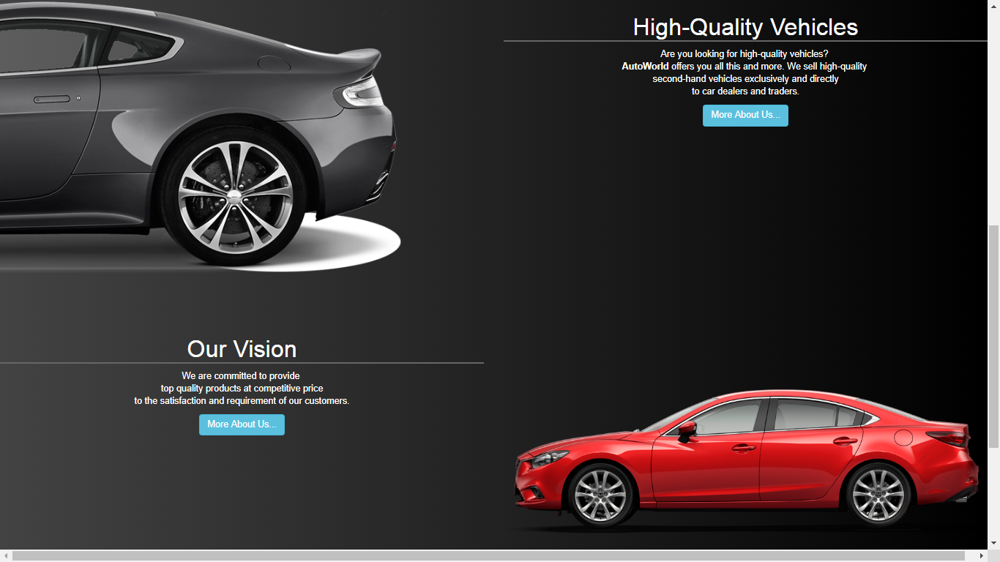 High-Quality Vehicles
Are you looking for high-quality vehicles?
AutoWorld offers you all this and more. We sell high-quality
second-hand vehicles exclusively and directly
to car dealers and traders.
More About Us...
Our Vision
We are committed to provide
top quality products at competitive price
to the satisfaction and requirement of our customers.
More About Us...